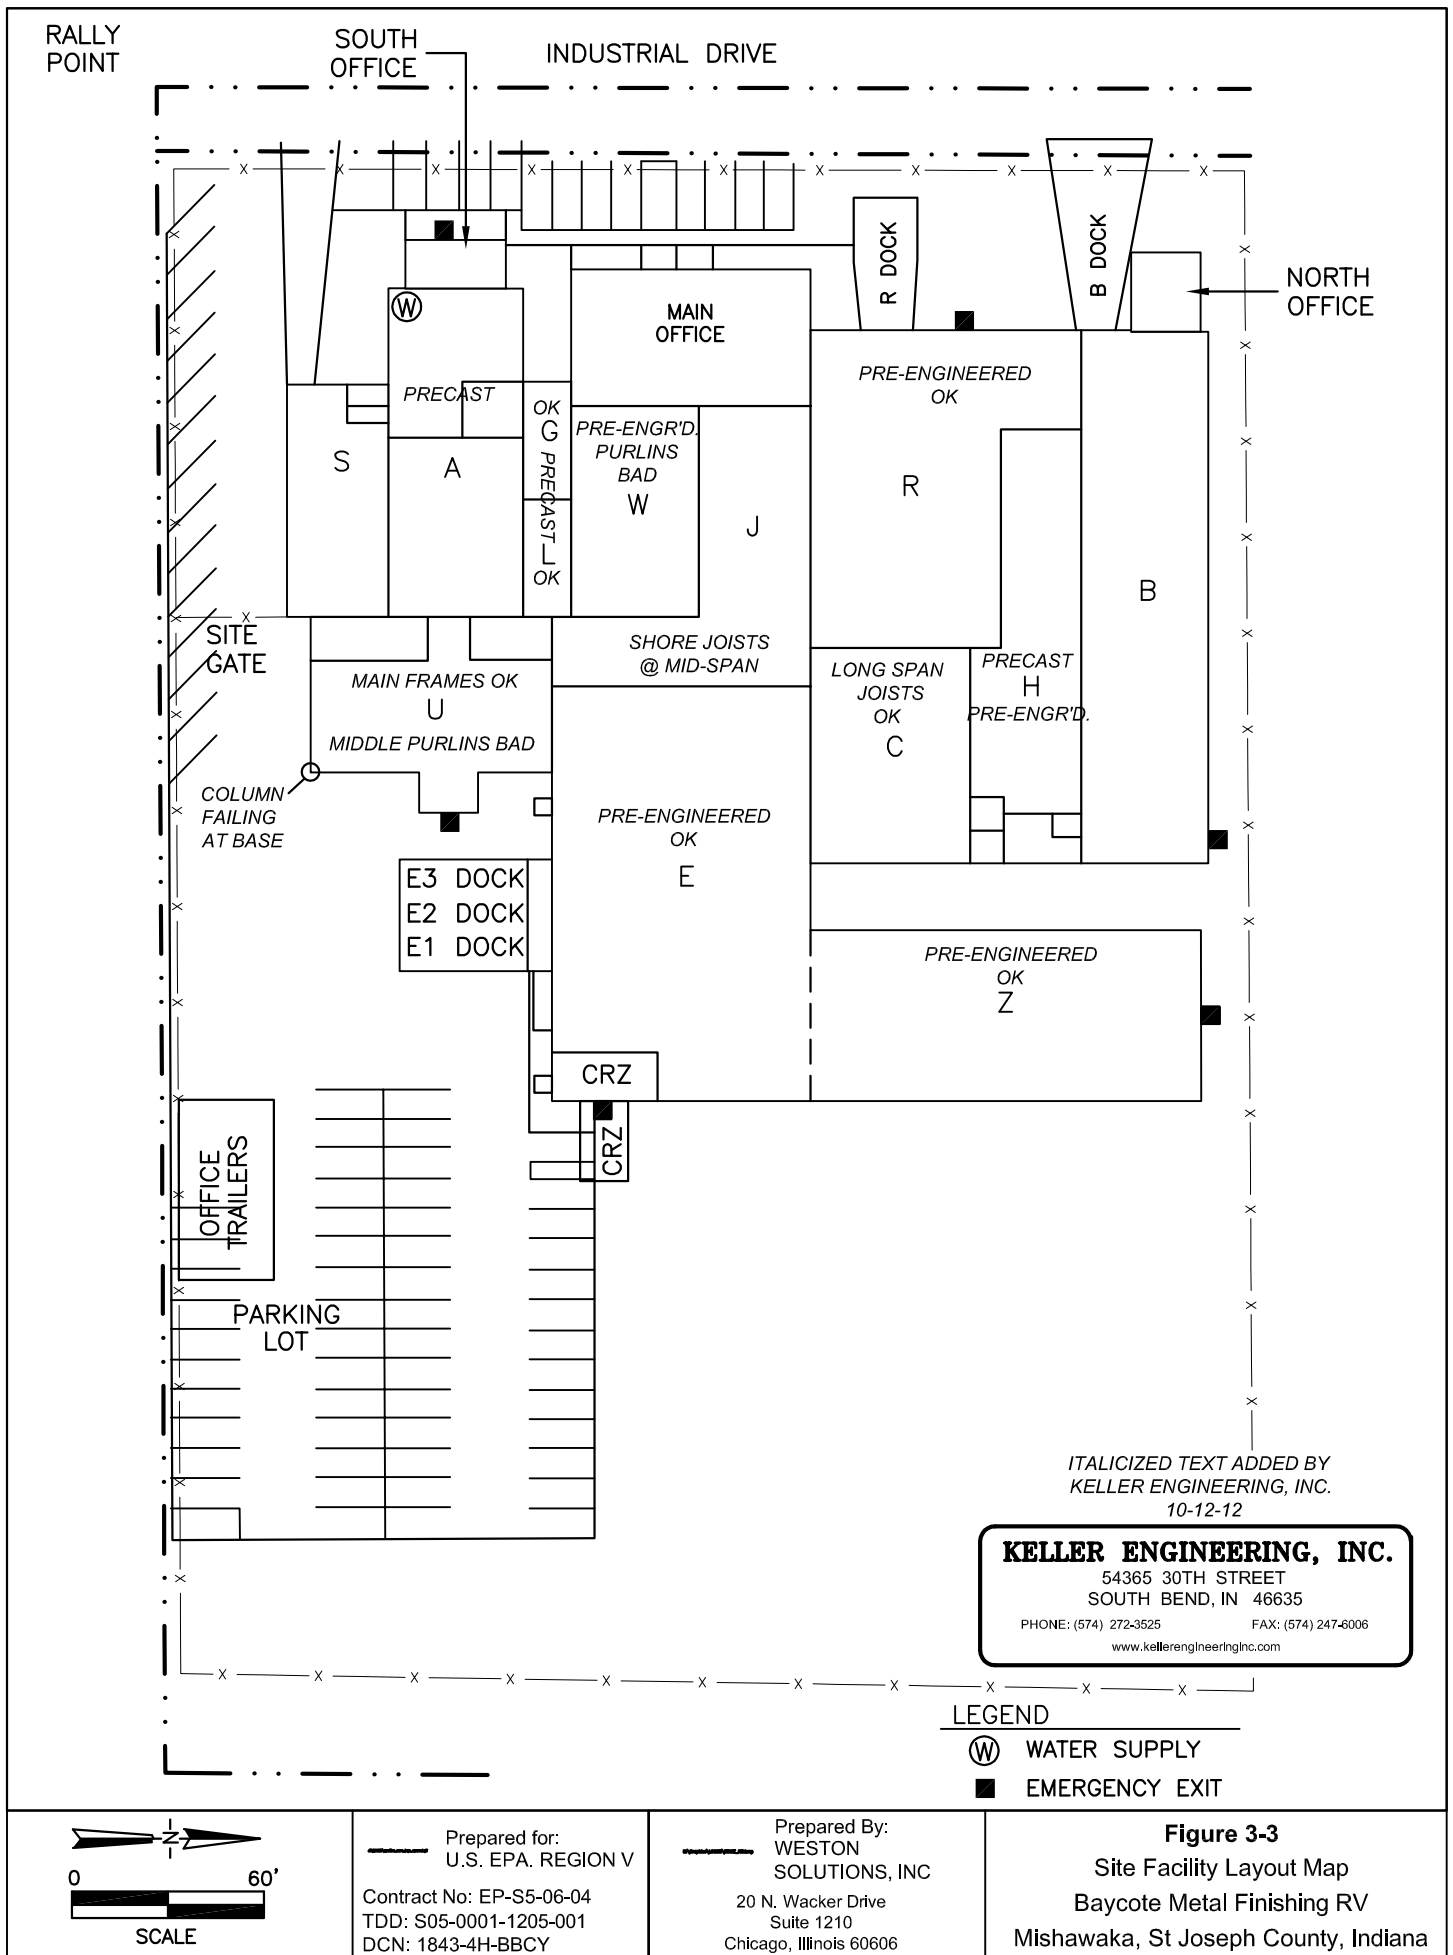 RALLY
POINT
SOUTH
OFFICE
INDUSTRIAL DRIVE
R DOCK
B DOCK
NORTH
OFFICE
W
MAIN
OFFICE
PRECAST
PRE-ENGINEERED
OK
OK
G
PRECAST
L
OK
PRE-ENGR'D.
PURLINS
BAD
W
S
A
J
R
B
SITE
GATE
SHORE JOISTS
@ MID-SPAN
MAIN FRAMES OK
U
MIDDLE PURLINS BAD
LONG SPAN
JOISTS
OK
C
PRECAST
H
PRE-ENGR'D.
COLUMN
FAILING
AT BASE
PRE-ENGINEERED
OK
E
E3 DOCK
E2 DOCK
E1 DOCK
PRE-ENGINEERED
OK
Z
CRZ
CRZ
OFFICE
TRAILERS
PARKING
LOT
ITALICIZED TEXT ADDED BY
KELLER ENGINEERING, INC.
10-12-12
KELLER ENGINEERING, INC.
54365 30TH STREET
SOUTH BEND, IN 46635
PHONE: (574) 272-3525 FAX: (574) 247-6006
www.kellerengineeringinc.com
LEGEND
W WATER SUPPLY
EMERGENCY EXIT
N
0 60'
SCALE
Prepared for:
U.S. EPA. REGION V
Contract No: EP-S5-06-04
TDD: S05-0001-1205-001
DCN: 1843-4H-BBCY
Prepared By:
WESTON
SOLUTIONS, INC
20 N. Wacker Drive
Suite 1210
Chicago, Illinois 60606
Figure 3-3
Site Facility Layout Map
Baycote Metal Finishing RV
Mishawaka, St Joseph County, Indiana